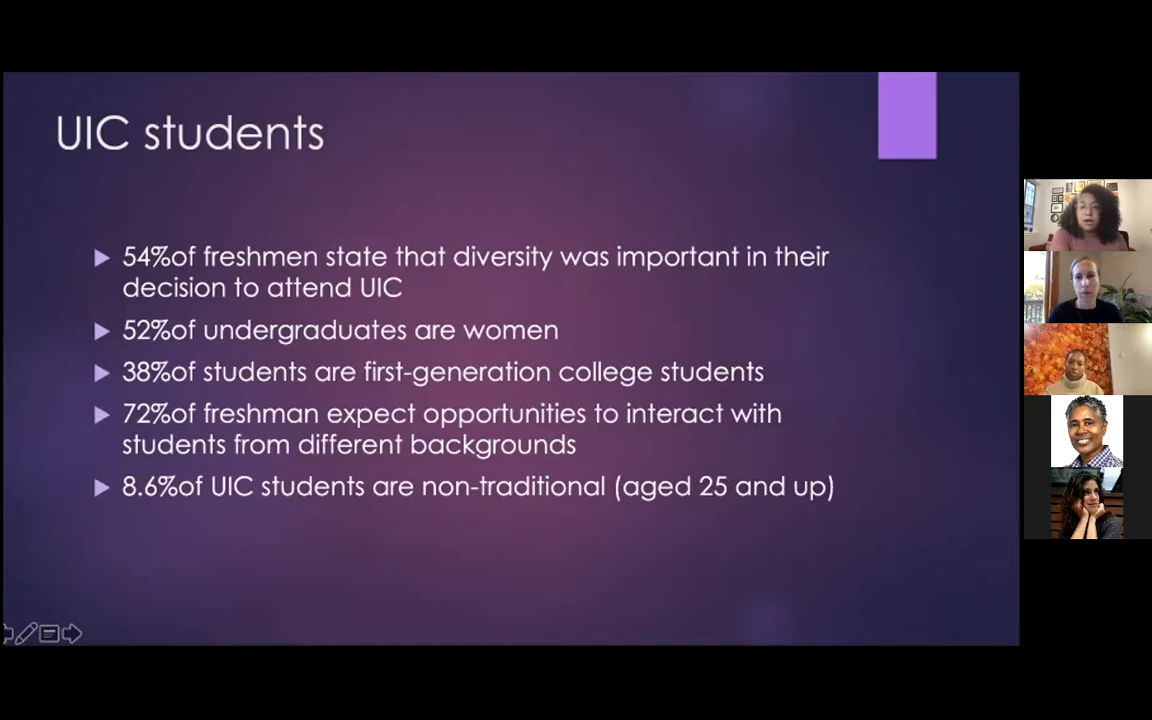 UIC students
54%of freshmen state that diversity was important in their
decision to attend UIC
52%of undergraduates are women
38%of students are first-generation college students
72%of freshman expect opportunities to interact with
students from different backgrounds
8.6%of UIC students are non-traditional (aged 25 and up)